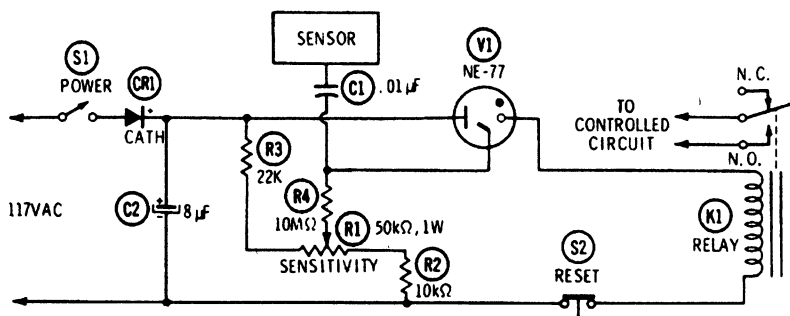 SENSOR
S1
POWER
CR1
CATH
C1 .01μF
V1
NE-77
N.C.
TO
CONTROLLED
CIRCUIT
N.O.
R3
22K
R4
10MΩ
C2
+
-
8μF
117VAC
R1 50kΩ, 1W
SENSITIVITY
R2
10kΩ
S2
RESET
K1
RELAY